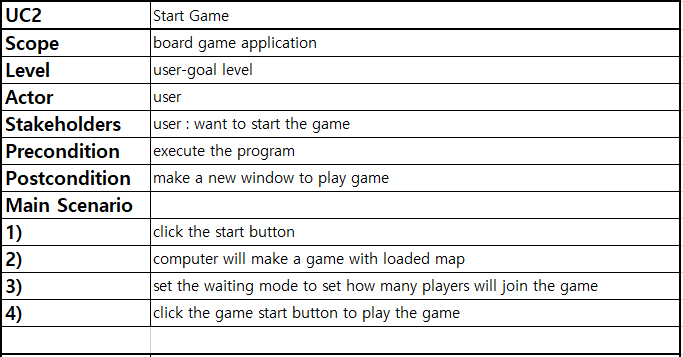 UC2 Start Game
Scope board game application
Level user-goal level
Actor user
Stakeholders user : want to start the game
Precondition execute the program
Postcondition make a new window to play game
Main Scenario
1) click the start button
2) computer will make a game with loaded map
3) set the waiting mode to set how many players will join the game
4) click the game start button to play the game